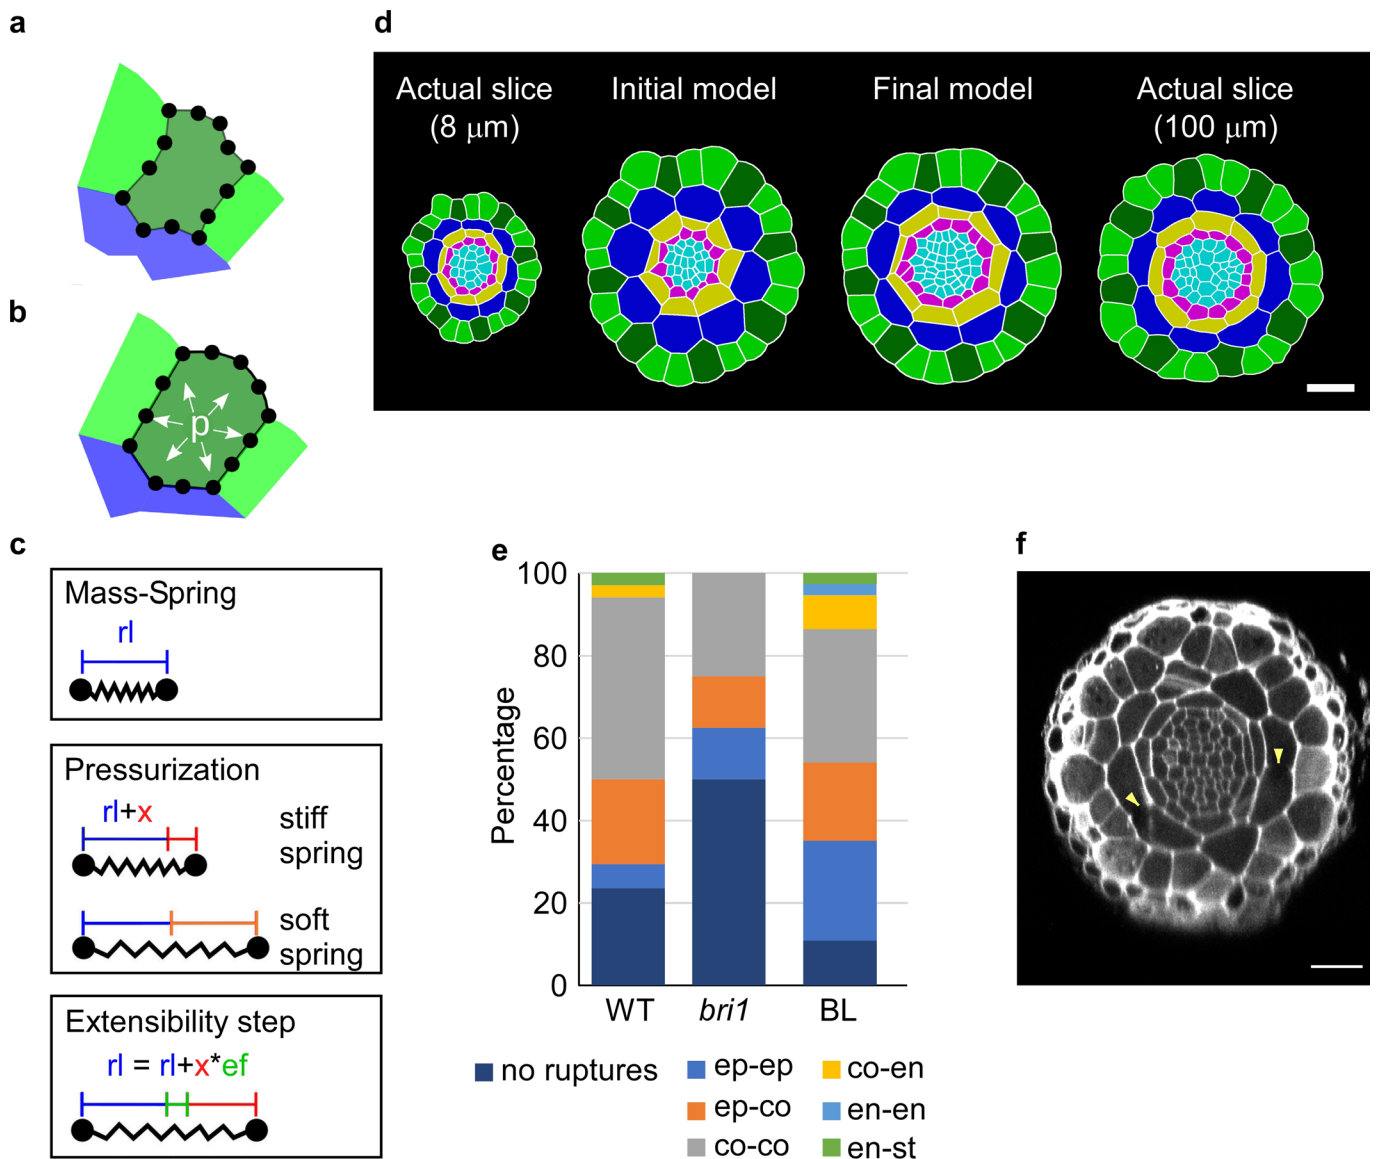 a
b
p
c
Mass-Spring
rl
Pressurization
rl+x
stiff
spring
soft
spring
Extensibility step
rl = rl+x*ef
d
Actual slice
(8 μm)
Initial model
Final model
Actual slice
(100 μm)
e
Percentage
100
80
60
40
20
0
WT
bri1
BL
no ruptures
ep-ep
ep-co
co-co
co-en
en-en
en-st
f